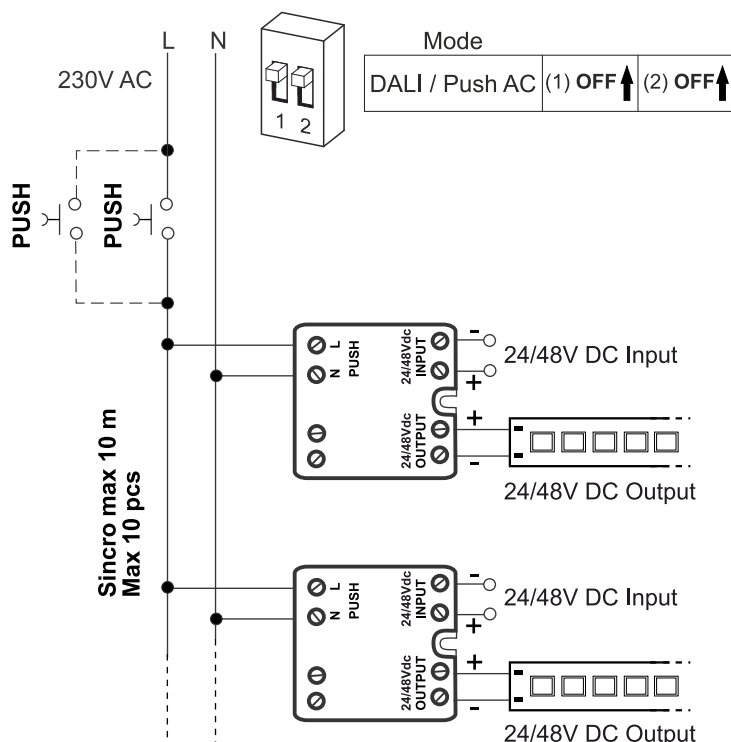 L N
230V AC
1 2
Mode
DALI / Push AC (1) OFF (2) OFF
PUSH
PUSH
L
N
PUSH
24/48Vdc
INPUT
-
+
24/48V DC Input
24/48Vdc
OUTPUT
+
-
24/48V DC Output
Sincro max 10 m
Max 10 pcs
L
N
PUSH
24/48Vdc
INPUT
-
+
24/48V DC Input
24/48Vdc
OUTPUT
+
-
24/48V DC Output